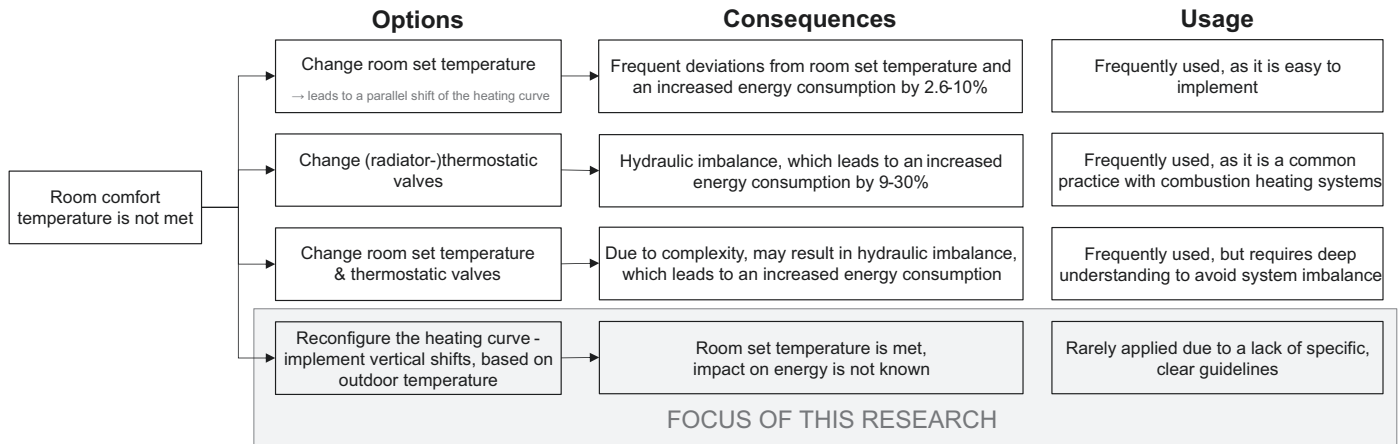 Options
Consequences
Usage
Room comfort
temperature is not met
Change room set temperature
→ leads to a parallel shift of the heating curve
Frequent deviations from room set temperature and
an increased energy consumption by 2.6-10%
Frequently used, as it is easy to
implement
Change (radiator-)thermostatic
valves
Hydraulic imbalance, which leads to an increased
energy consumption by 9-30%
Frequently used, as it is a common
practice with combustion heating systems
Change room set temperature
& thermostatic valves
Due to complexity, may result in hydraulic imbalance,
which leads to an increased energy consumption
Frequently used, but requires deep
understanding to avoid system imbalance
Reconfigure the heating curve -
implement vertical shifts, based on
outdoor temperature
Room set temperature is met,
impact on energy is not known
Rarely applied due to a lack of specific,
clear guidelines
FOCUS OF THIS RESEARCH